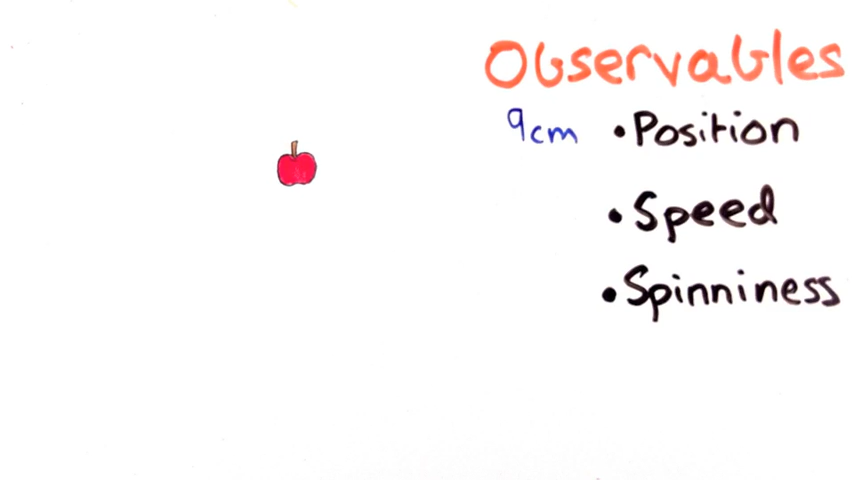 Observables
9cm • Position
• Speed
• Spinniness